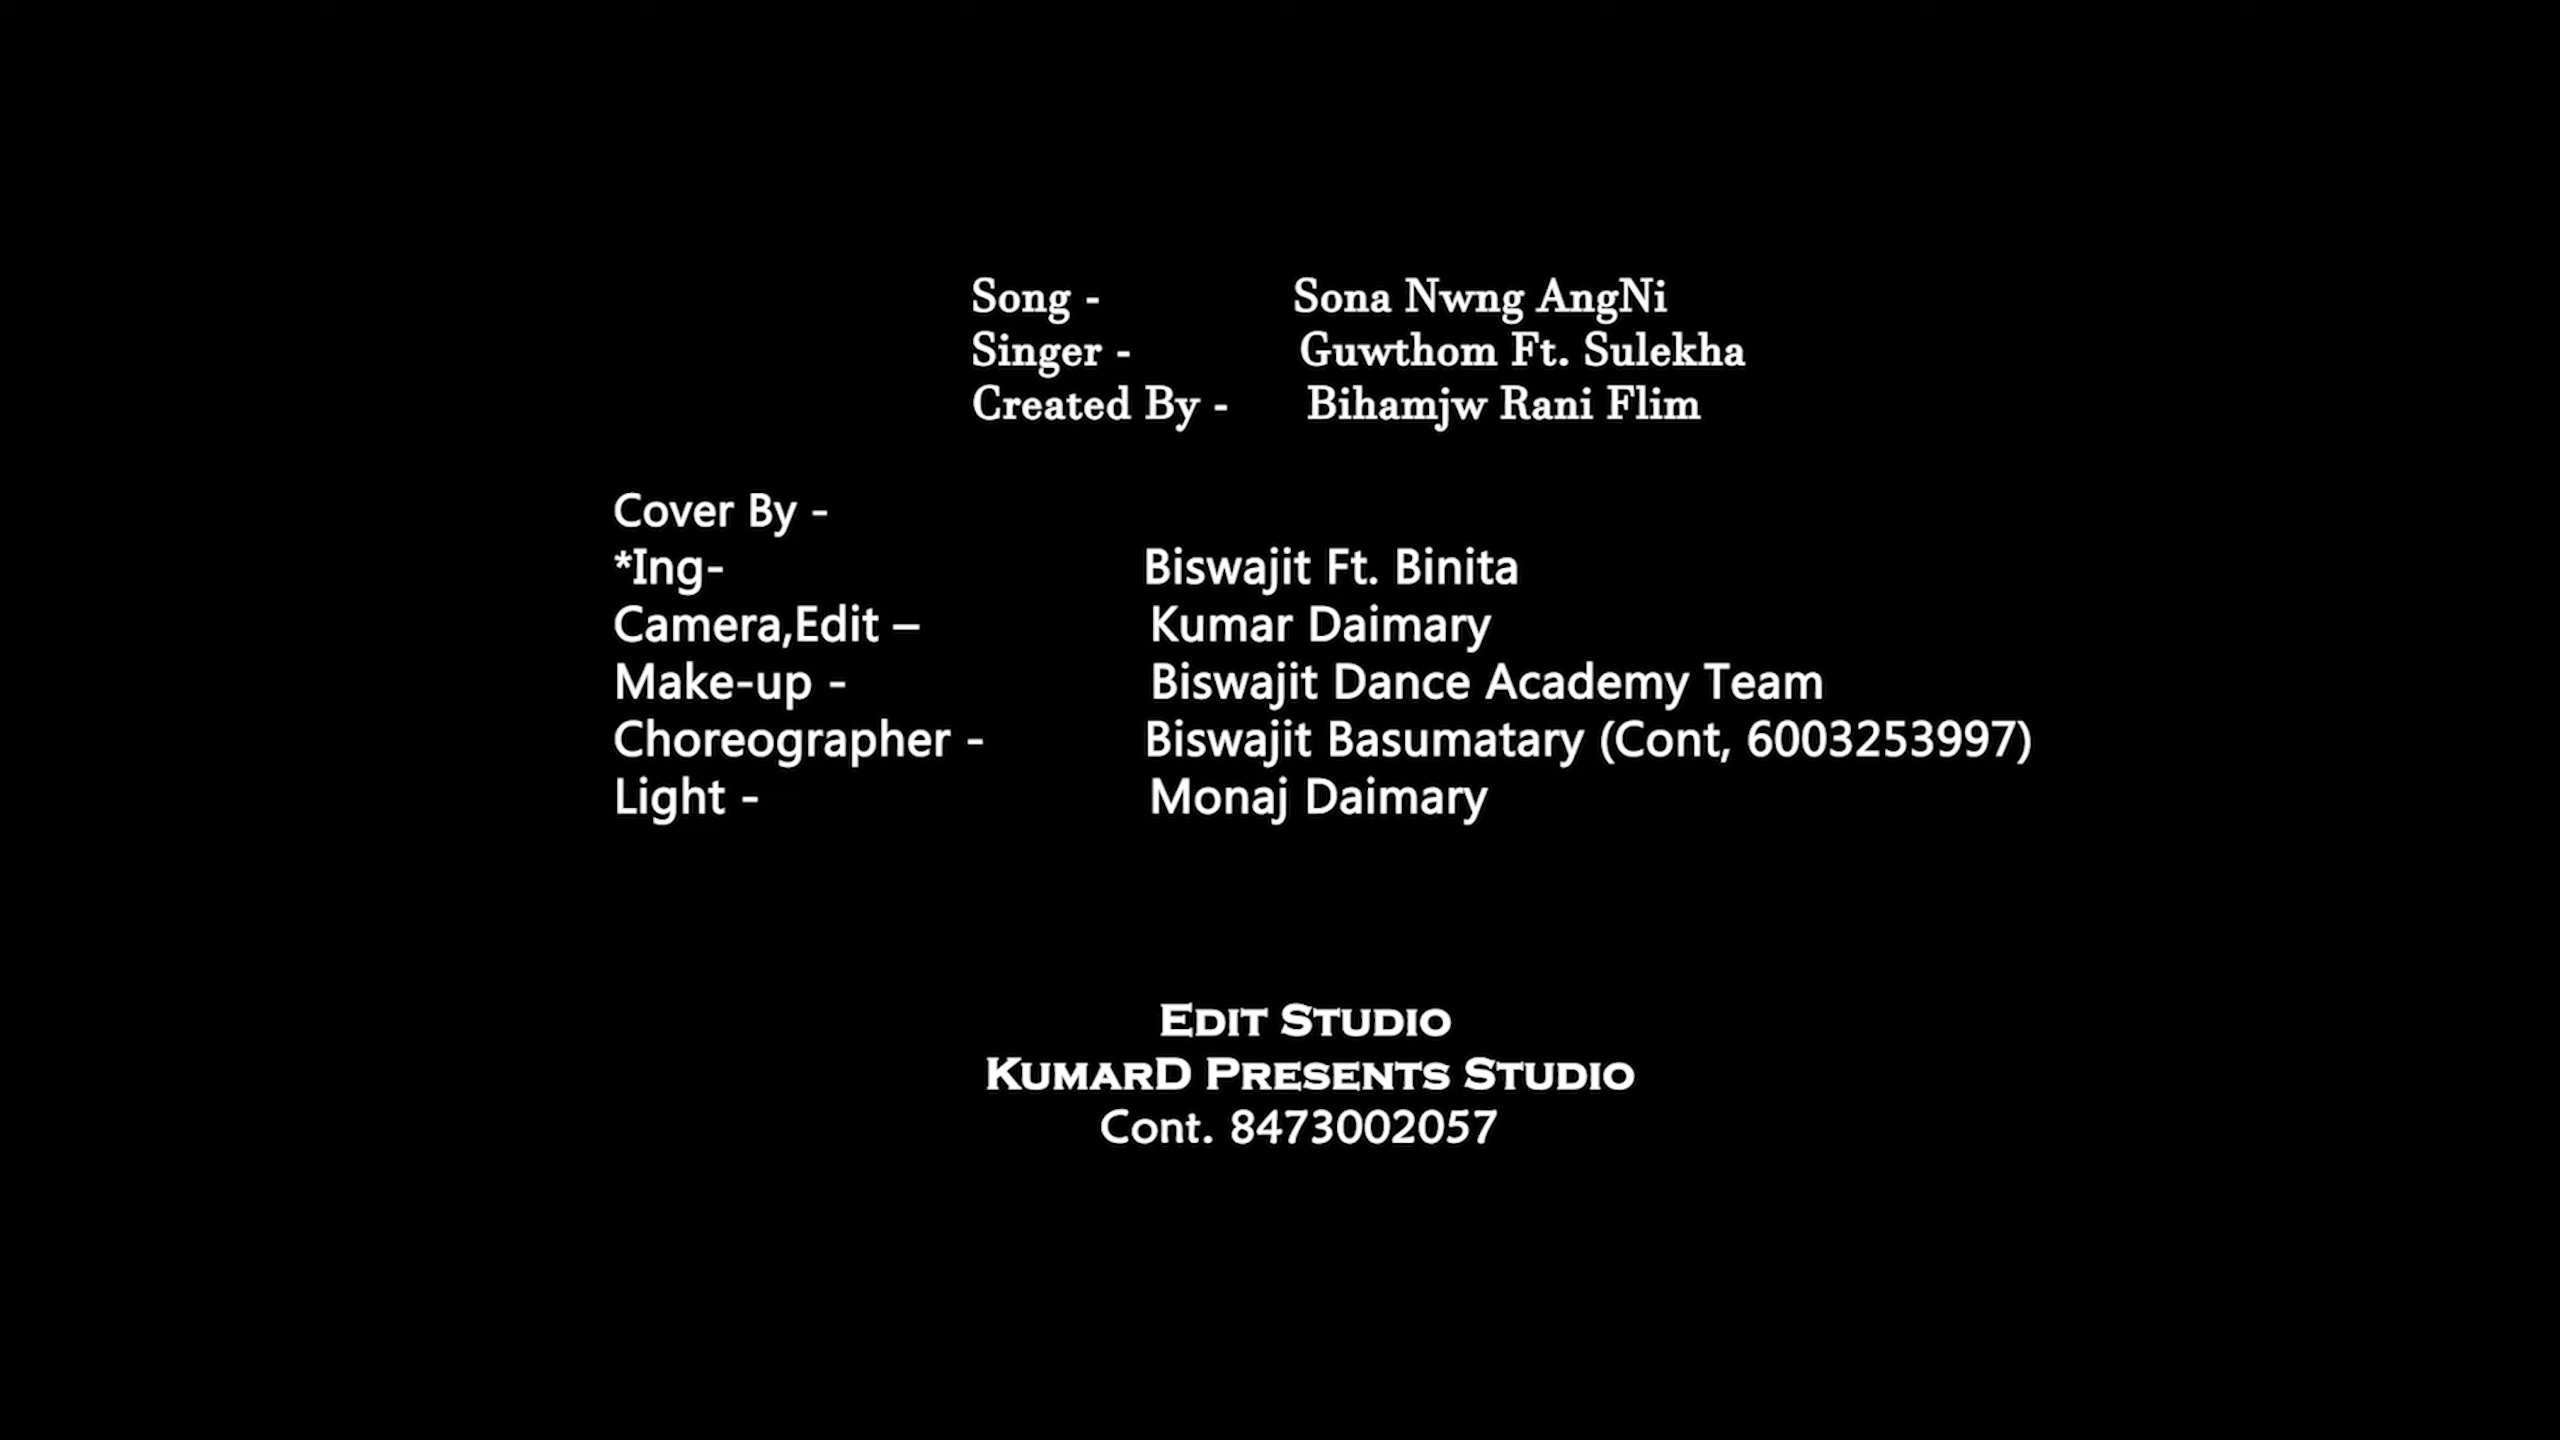 Song - Sona Nwng AngNi
Singer - Guwthom Ft. Sulekha
Created By - Bihamjw Rani Flim
Cover By -
*Ing- Biswajit Ft. Binita
Camera,Edit – Kumar Daimary
Make-up - Biswajit Dance Academy Team
Choreographer - Biswajit Basumatary (Cont, 6003253997)
Light - Monaj Daimary
Edit Studio
KumarD Presents Studio
Cont. 8473002057